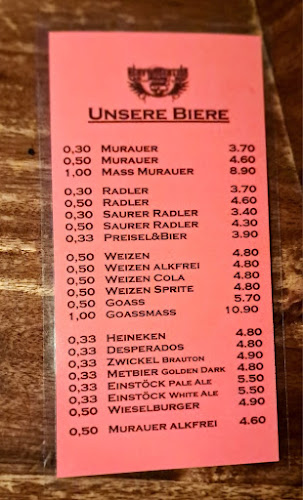 UNSERE BIERE
0,30 MURAUER 3.70
0,50 MURAUER 4.60
1,00 MASS MURAUER 8.90
0,30 RADLER 3.70
0,50 RADLER 4.60
0,30 SAURER RADLER 3.40
0,50 SAURER RADLER 4.30
0,33 PREISEL&BIER 3.90
0,50 WEIZEN 4.80
0,50 WEIZEN ALKFREI 4.80
0,50 WEIZEN COLA 4.80
0,50 WEIZEN SPRITE 4.80
0,50 GOASS 5.70
1,00 GOASSMASS 10.90
0,33 HEINEKEN 4.80
0,33 DESPERADOS 4.80
0,33 ZWICKEL BRAUTON 4.90
0,33 METBIER GOLDEN DARK 4.80
0,33 EINSTÖCK PALE ALE 5.50
0,33 EINSTÖCK WHITE ALE 5.50
0,50 WIESELBURGER 4.90
0,50 MURAUER ALKFREI 4.60